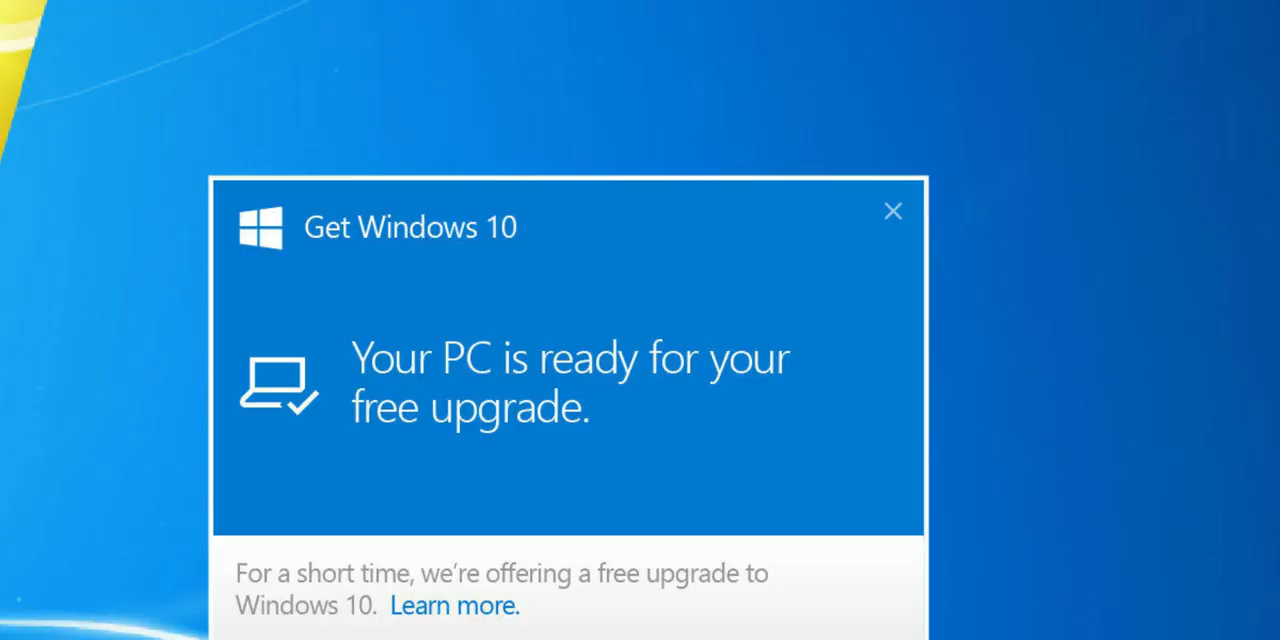 Get Windows 10
Your PC is ready for your
free upgrade.
For a short time, we're offering a free upgrade to
Windows 10. Learn more.